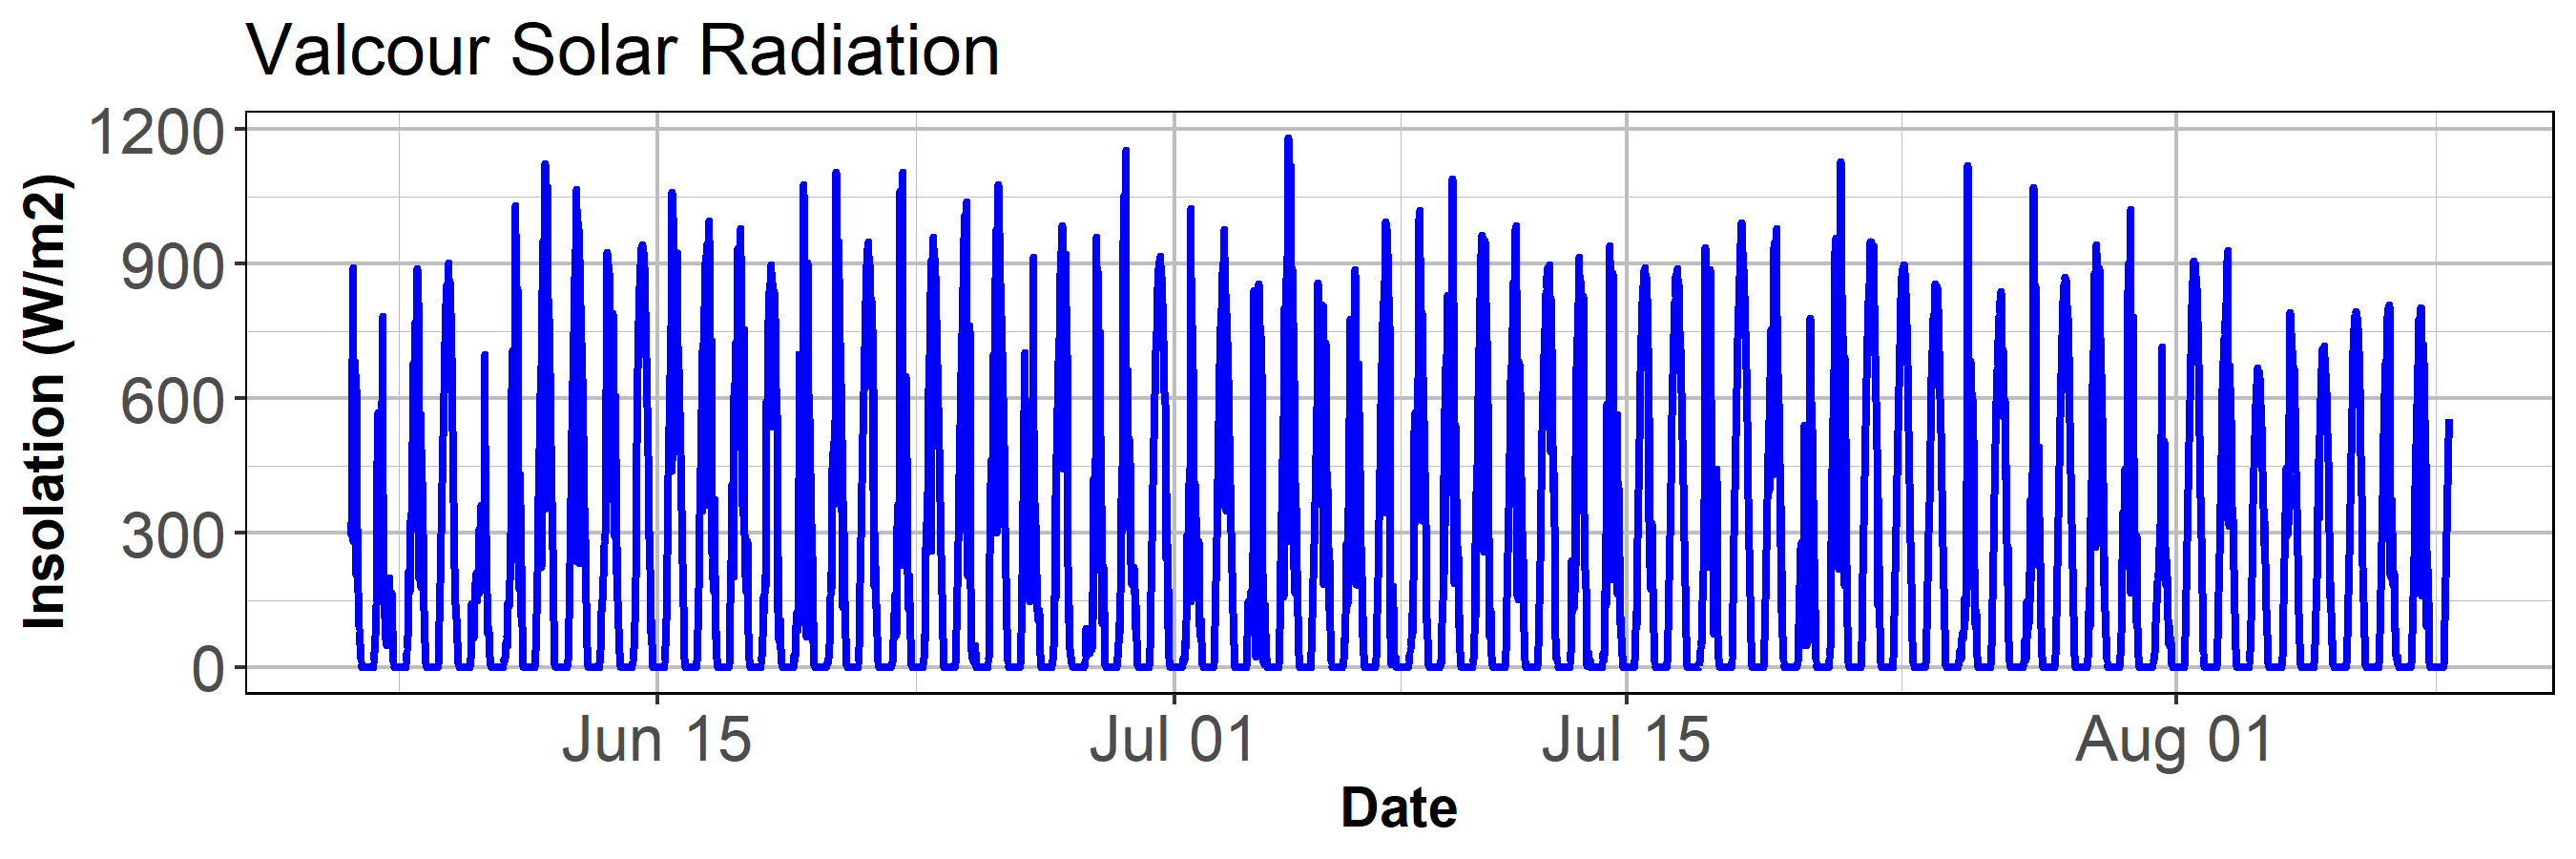 Valcour Solar Radiation
1200
900
600
300
0
Insolation (W/m2)
Jun 15 Jul 01 Jul 15 Aug 01
Date